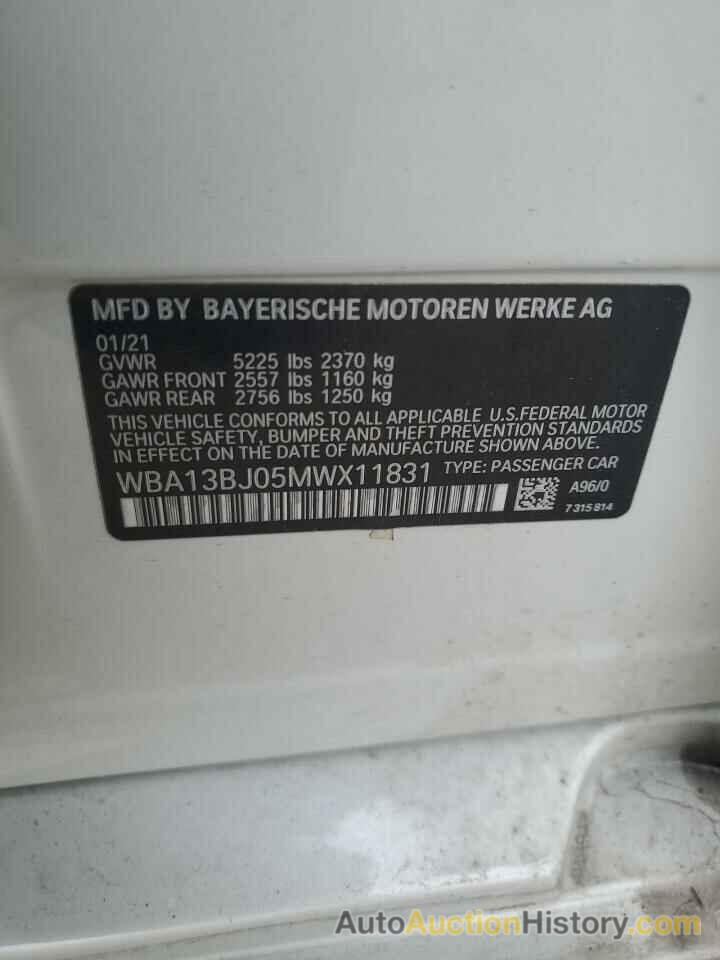 MFD BY BAYERISCHE MOTOREN WERKE AG
01/21
GVWR 5225 lbs 2370 kg
GAWR FRONT 2557 lbs 1160 kg
GAWR REAR 2756 lbs 1250 kg
THIS VEHICLE CONFORMS TO ALL APPLICABLE U.S.FEDERAL MOTOR
VEHICLE SAFETY, BUMPER AND THEFT PREVENTION STANDARDS
IN EFFECT ON THE DATE OF MANUFACTURE SHOWN ABOVE.
WBA13BJ05MWX11831 TYPE: PASSENGER CAR
A96/0
7 315 814
AutoAuctionHistory.com